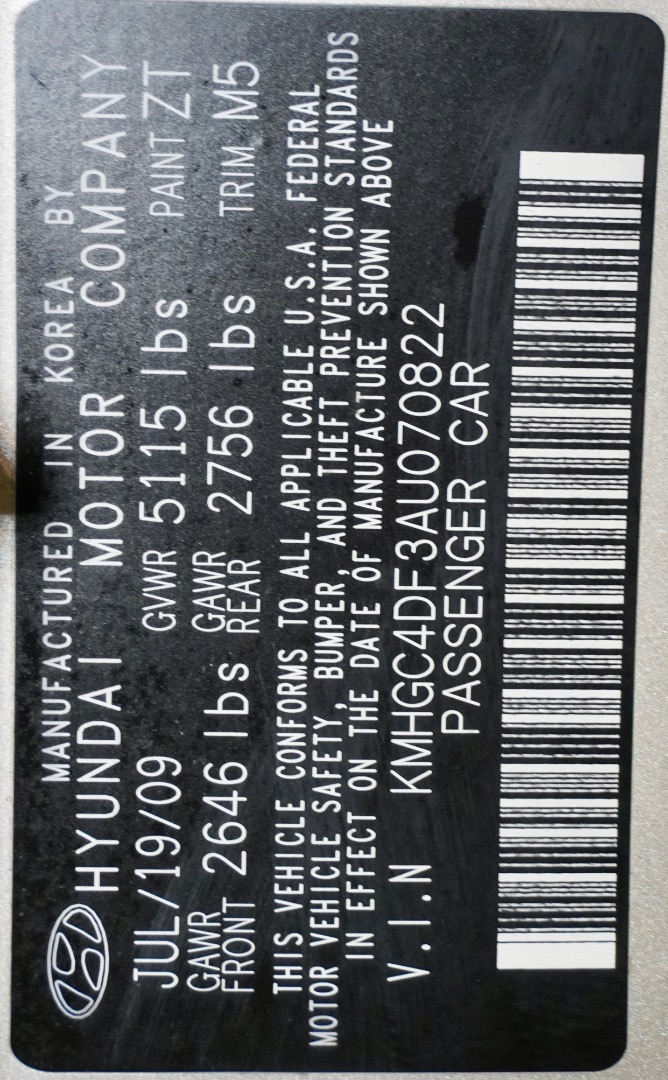 MANUFACTURED IN KOREA BY
HYUNDAI MOTOR COMPANY
JUL/19/09 GVWR 5115 lbs PAINT ZT
GAWR FRONT 2646 lbs GAWR REAR 2756 lbs TRIM M5
THIS VEHICLE CONFORMS TO ALL APPLICABLE U.S.A. FEDERAL
MOTOR VEHICLE SAFETY, BUMPER, AND THEFT PREVENTION STANDARDS
IN EFFECT ON THE DATE OF MANUFACTURE SHOWN ABOVE
V.I.N KMHGC4DF3AU070822
PASSENGER CAR